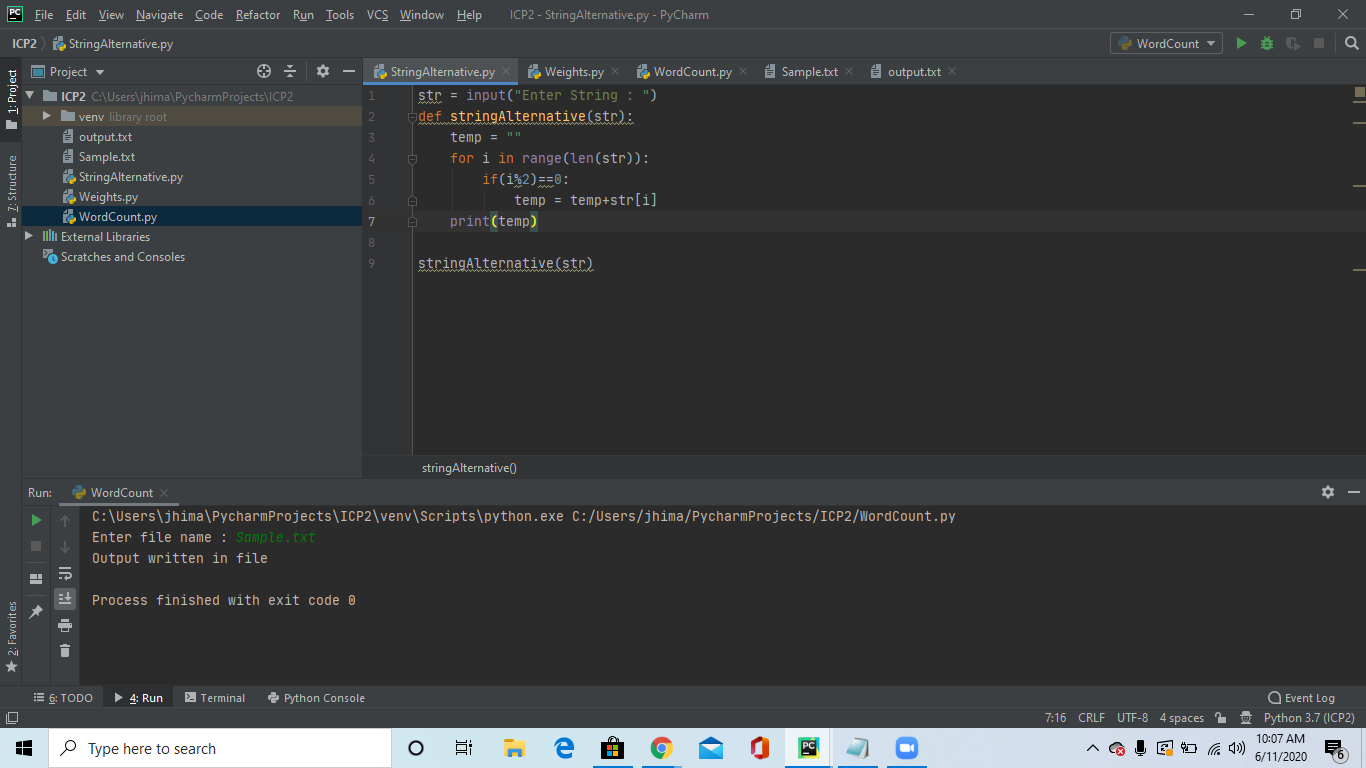 File Edit View Navigate Code Refactor Run Tools VCS Window Help ICP2 - StringAlternative.py - PyCharm
ICP2 StringAlternative.py WordCount
1: Project
Project
StringAlternative.py Weights.py WordCount.py Sample.txt output.txt
ICP2 C:\Users\jhima\PycharmProjects\ICP2
venv library root
output.txt
Sample.txt
StringAlternative.py
Weights.py
WordCount.py
External Libraries
Scratches and Consoles
7: Structure
1 str = input("Enter String : ")
2 def stringAlternative(str):
3 temp = ""
4 for i in range(len(str)):
5 if(i%2)==0:
6 temp = temp+str[i]
7 print(temp)
8
9 stringAlternative(str)
stringAlternative()
Run: WordCount
C:\Users\jhima\PycharmProjects\ICP2\venv\Scripts\python.exe C:/Users/jhima/PycharmProjects/ICP2/WordCount.py
Enter file name : Sample.txt
Output written in file
Process finished with exit code 0
2: Favorites
6: TODO 4: Run Terminal Python Console Event Log
7:16 CRLF UTF-8 4 spaces Python 3.7 (ICP2)
Type here to search
10:07 AM
6/11/2020
6